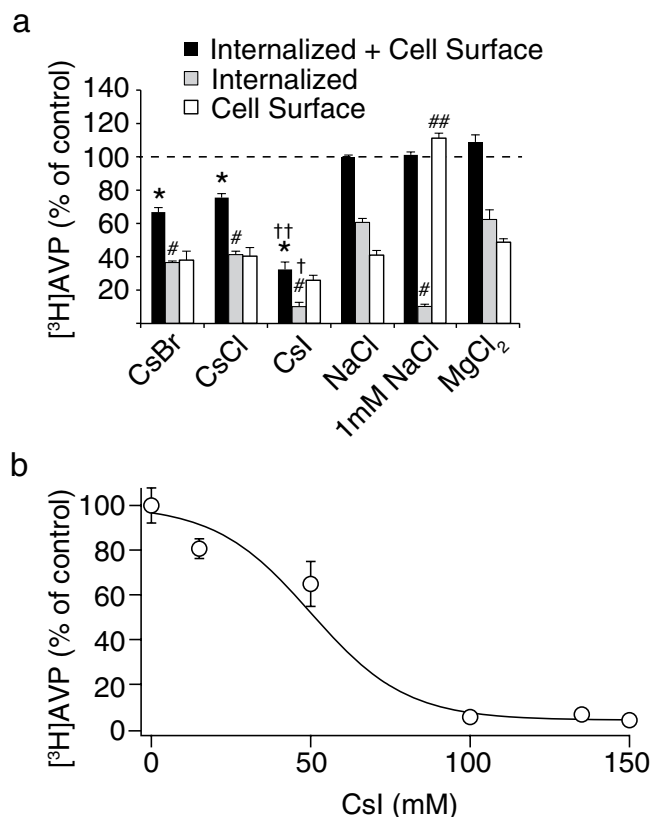 a
Internalized + Cell Surface
Internalized
Cell Surface
[³H]AVP (% of control)
140
120
100
80
60
40
20
*
#
*
#
††
*
†
#
#
##
CsBr
CsCl
CsI
NaCl
1mM NaCl
MgCl₂
b
[³H]AVP (% of control)
100
80
60
40
20
0
0
50
100
150
CsI (mM)